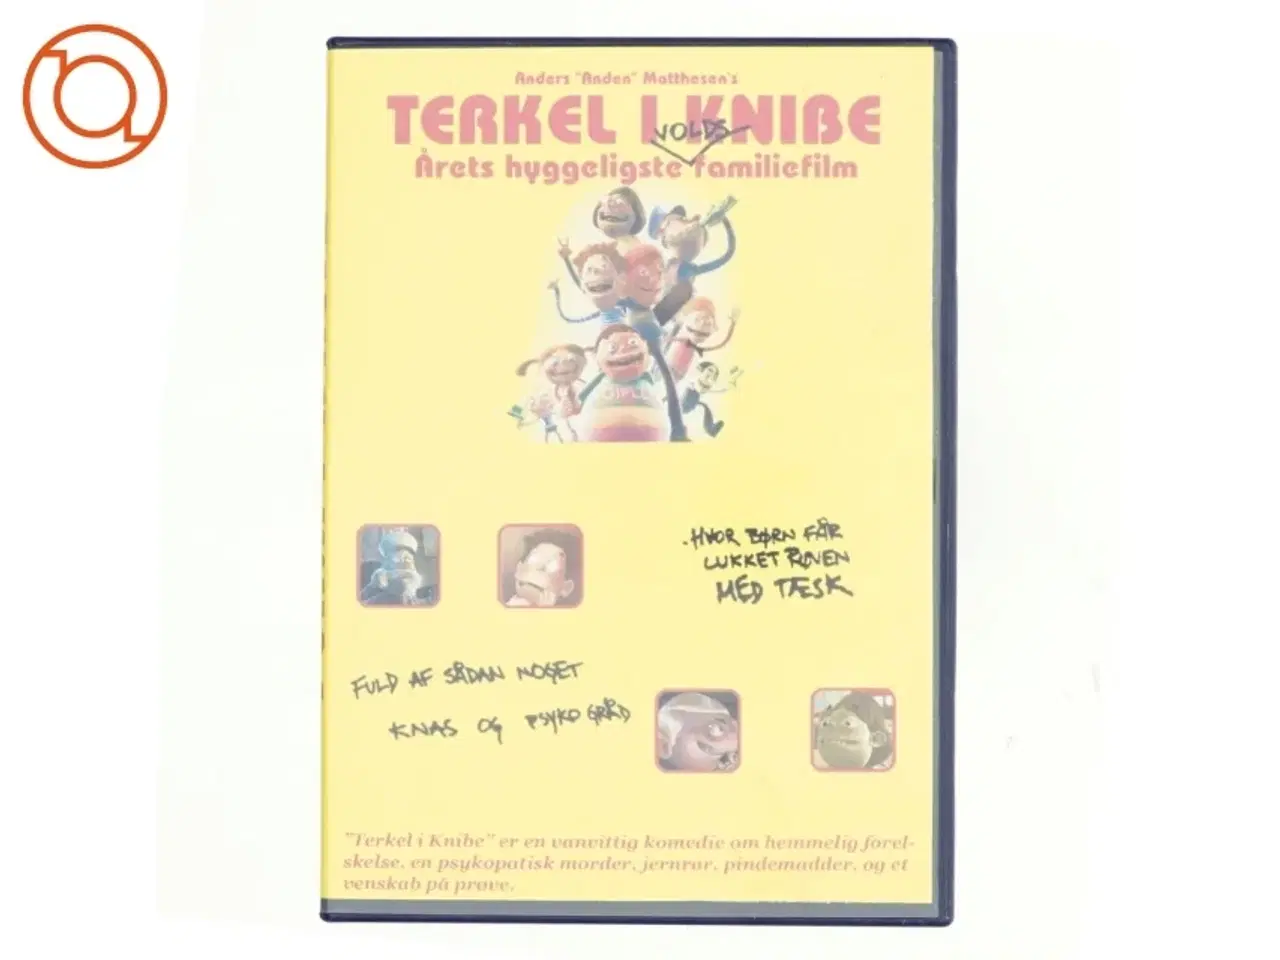 Anders "Anden" Matthesen's
TERKEL I KNIBE
VOLDS
Årets hyggeligste familiefilm
.HVOR BØRN FÅR
LUKKET RØVEN
MED TÆSK
FULD AF SÅDAN NOGET
KNAS OG PSYKO GRÅD
"Terkel i Knibe" er en vanvittig komedie om hemmelig forel-
skelse, en psykopatisk morder, jernrør, pindemadder, og et
venskab på prøve.